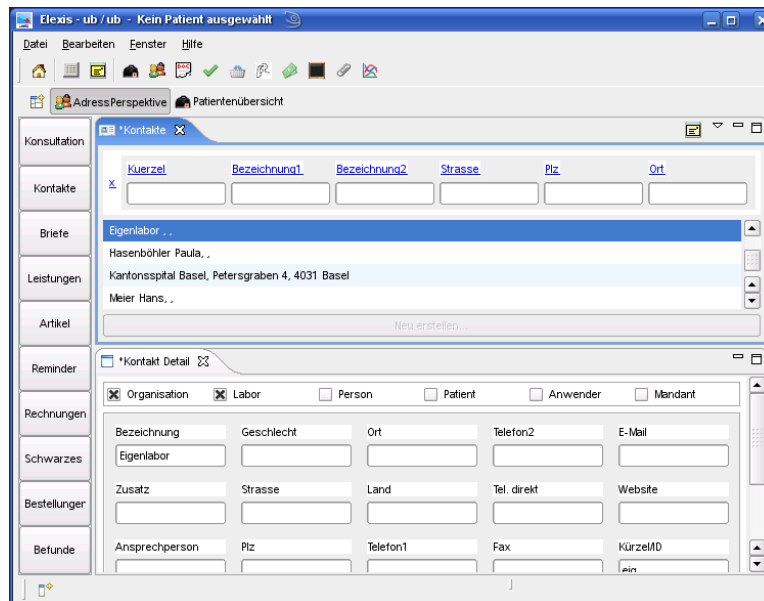 Elexis - ub / ub - Kein Patient ausgewählt
Datei Bearbeiten Fenster Hilfe
AdressPerspektive Patientenübersicht
Konsultation
Kontakte
Briefe
Leistungen
Artikel
Reminder
Rechnungen
Schwarzes
Bestellunger
Befunde
*Kontakte
Kuerzel Bezeichnung1 Bezeichnung2 Strasse Plz Ort
x
Eigenlabor , ,
Hasenböhler Paula, ,
Kantonsspital Basel, Petersgraben 4, 4031 Basel
Meier Hans, ,
Neu erstellen...
*Kontakt Detail
Organisation Labor Person Patient Anwender Mandant
Bezeichnung Geschlecht Ort Telefon2 E-Mail
Eigenlabor
Zusatz Strasse Land Tel. direkt Website
Ansprechperson Plz Telefon1 Fax Kürzel/ID
eig